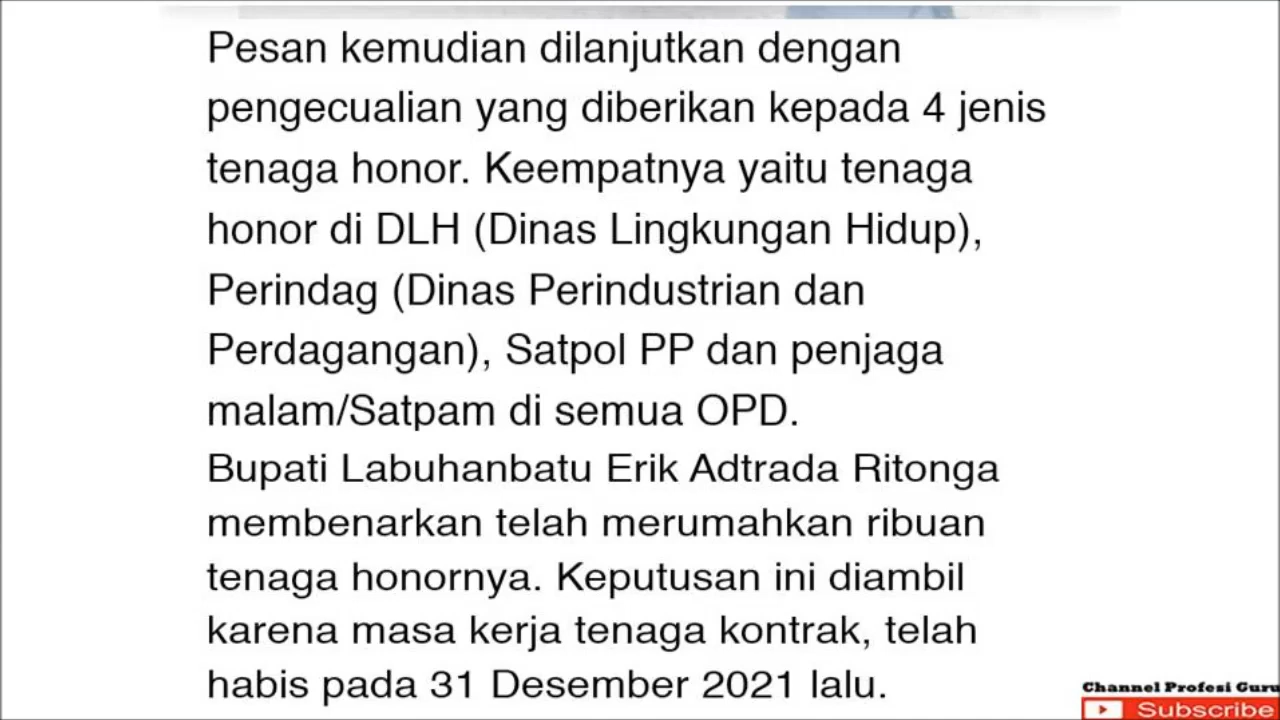 Pesan kemudian dilanjutkan dengan
pengecualian yang diberikan kepada 4 jenis
tenaga honor. Keempatnya yaitu tenaga
honor di DLH (Dinas Lingkungan Hidup),
Perindag (Dinas Perindustrian dan
Perdagangan), Satpol PP dan penjaga
malam/Satpam di semua OPD.
Bupati Labuhanbatu Erik Adtrada Ritonga
membenarkan telah merumahkan ribuan
tenaga honornya. Keputusan ini diambil
karena masa kerja tenaga kontrak, telah
habis pada 31 Desember 2021 lalu.
Channel Profesi Guru
Subscribe